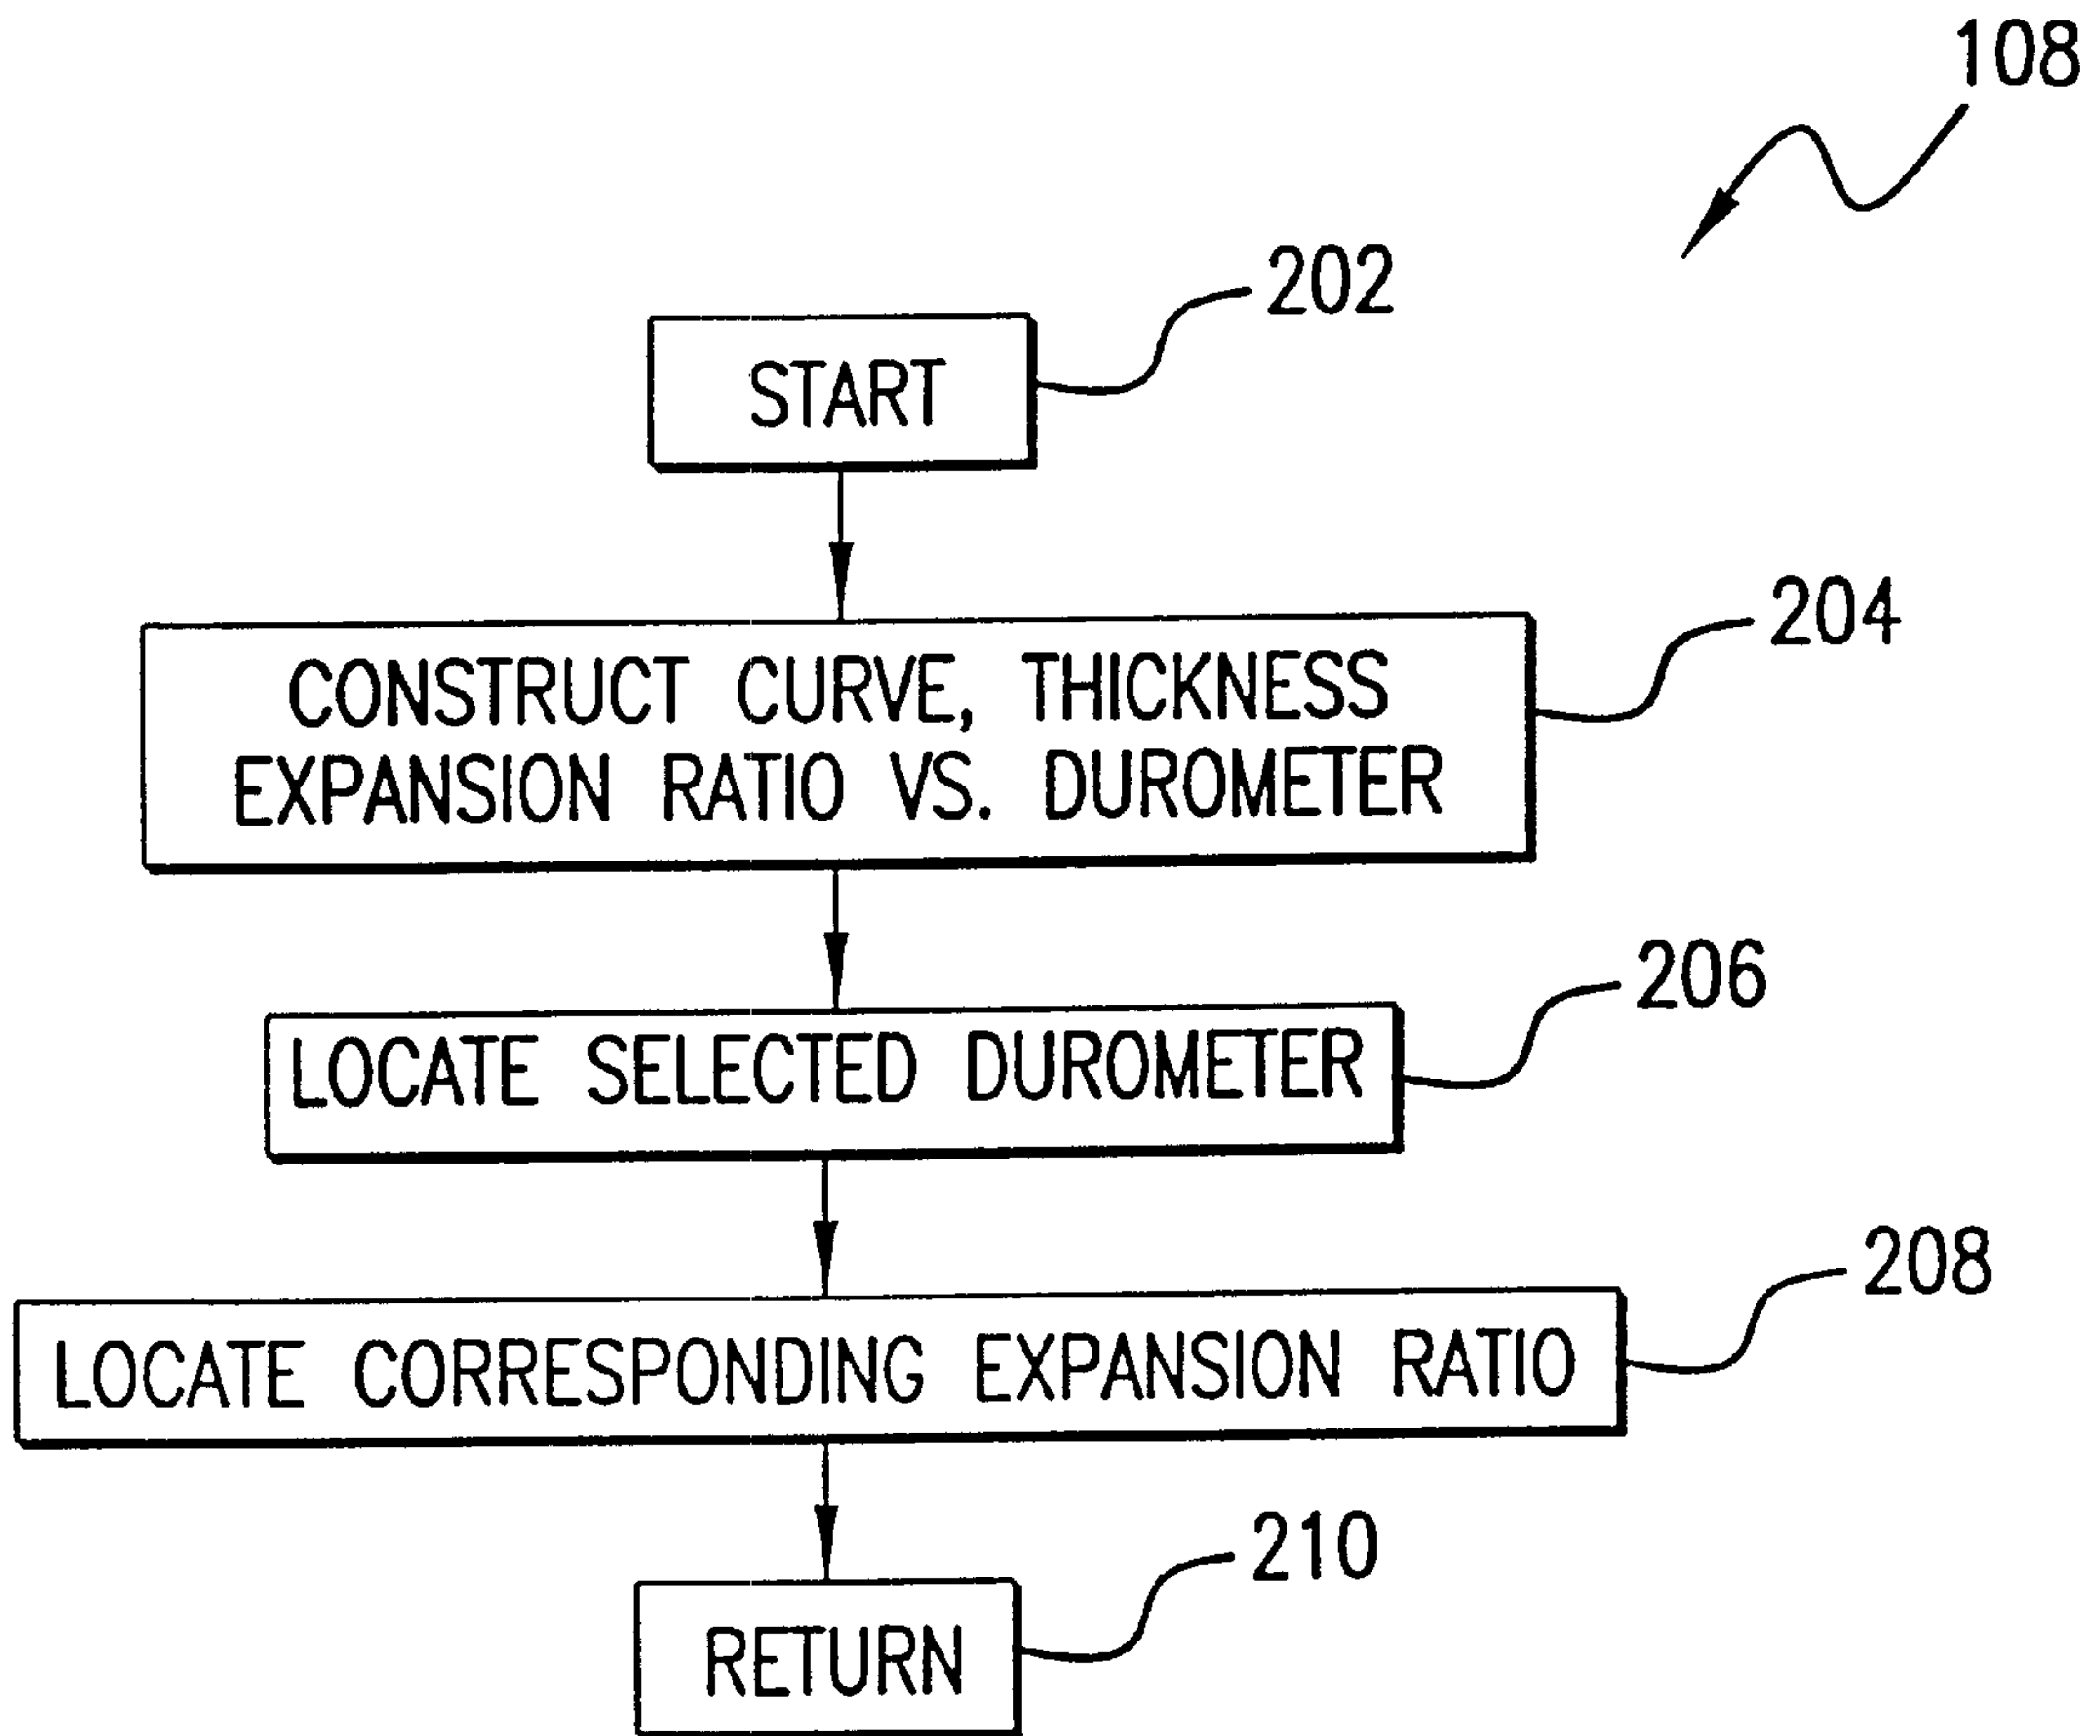 108
202
START
204
CONSTRUCT CURVE, THICKNESS
EXPANSION RATIO VS. DUROMETER
206
LOCATE SELECTED DUROMETER
208
LOCATE CORRESPONDING EXPANSION RATIO
210
RETURN